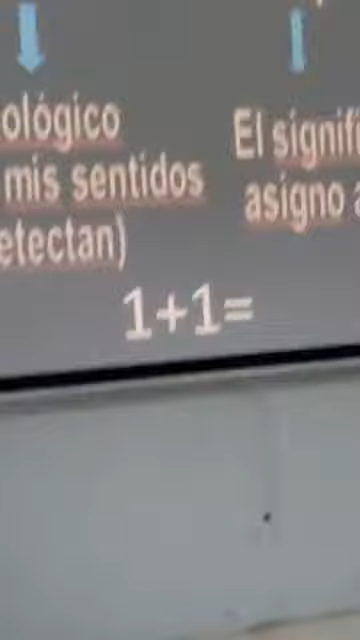 ológico
mis sentidos
etectan)
El signifi
asigno a
1+1=